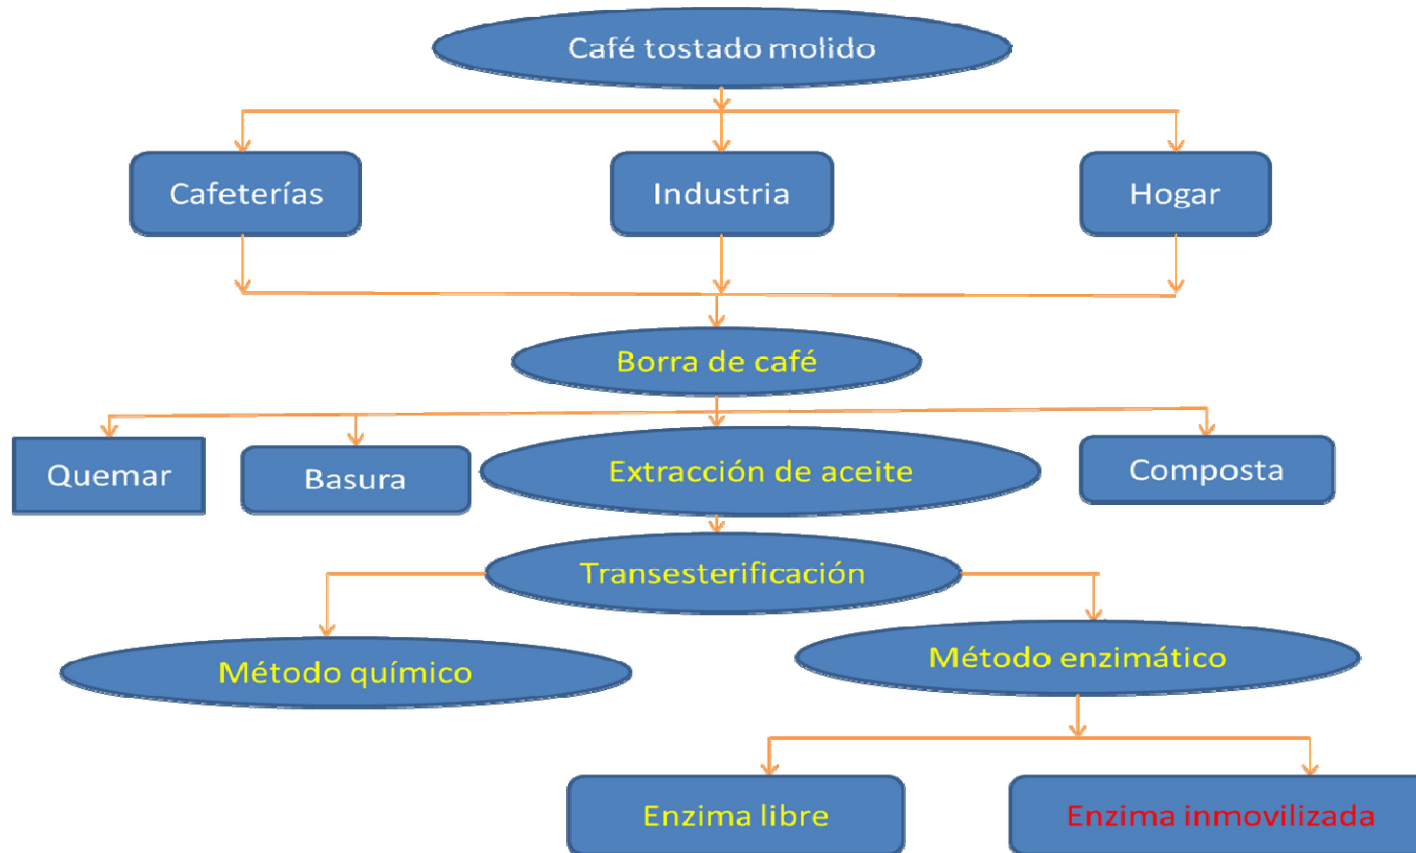 Café tostado molido
Cafeterías
Industria
Hogar
Borra de café
Quemar
Basura
Extracción de aceite
Composta
Transesterificación
Método químico
Método enzimático
Enzima libre
Enzima inmovilizada